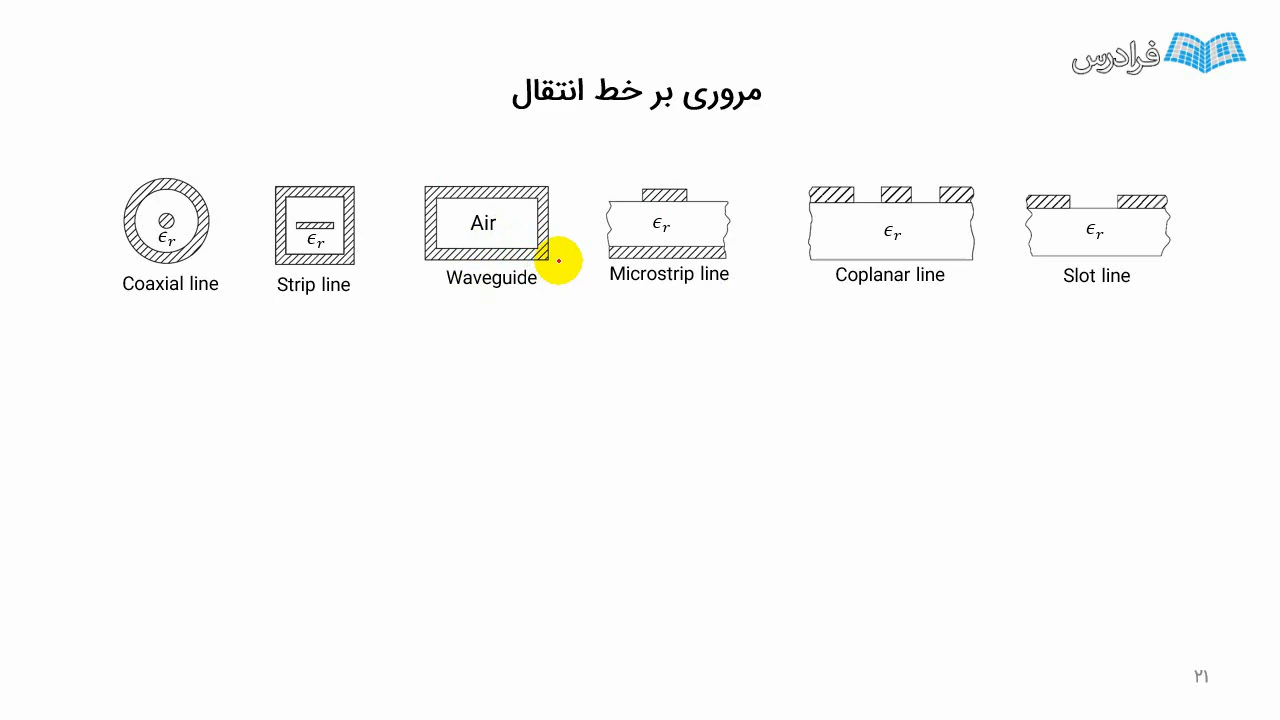 فرادرس
مروری بر خط انتقال
ϵr ϵr Air ϵr ϵr ϵr
Coaxial line Strip line Waveguide Microstrip line Coplanar line Slot line
۲۱